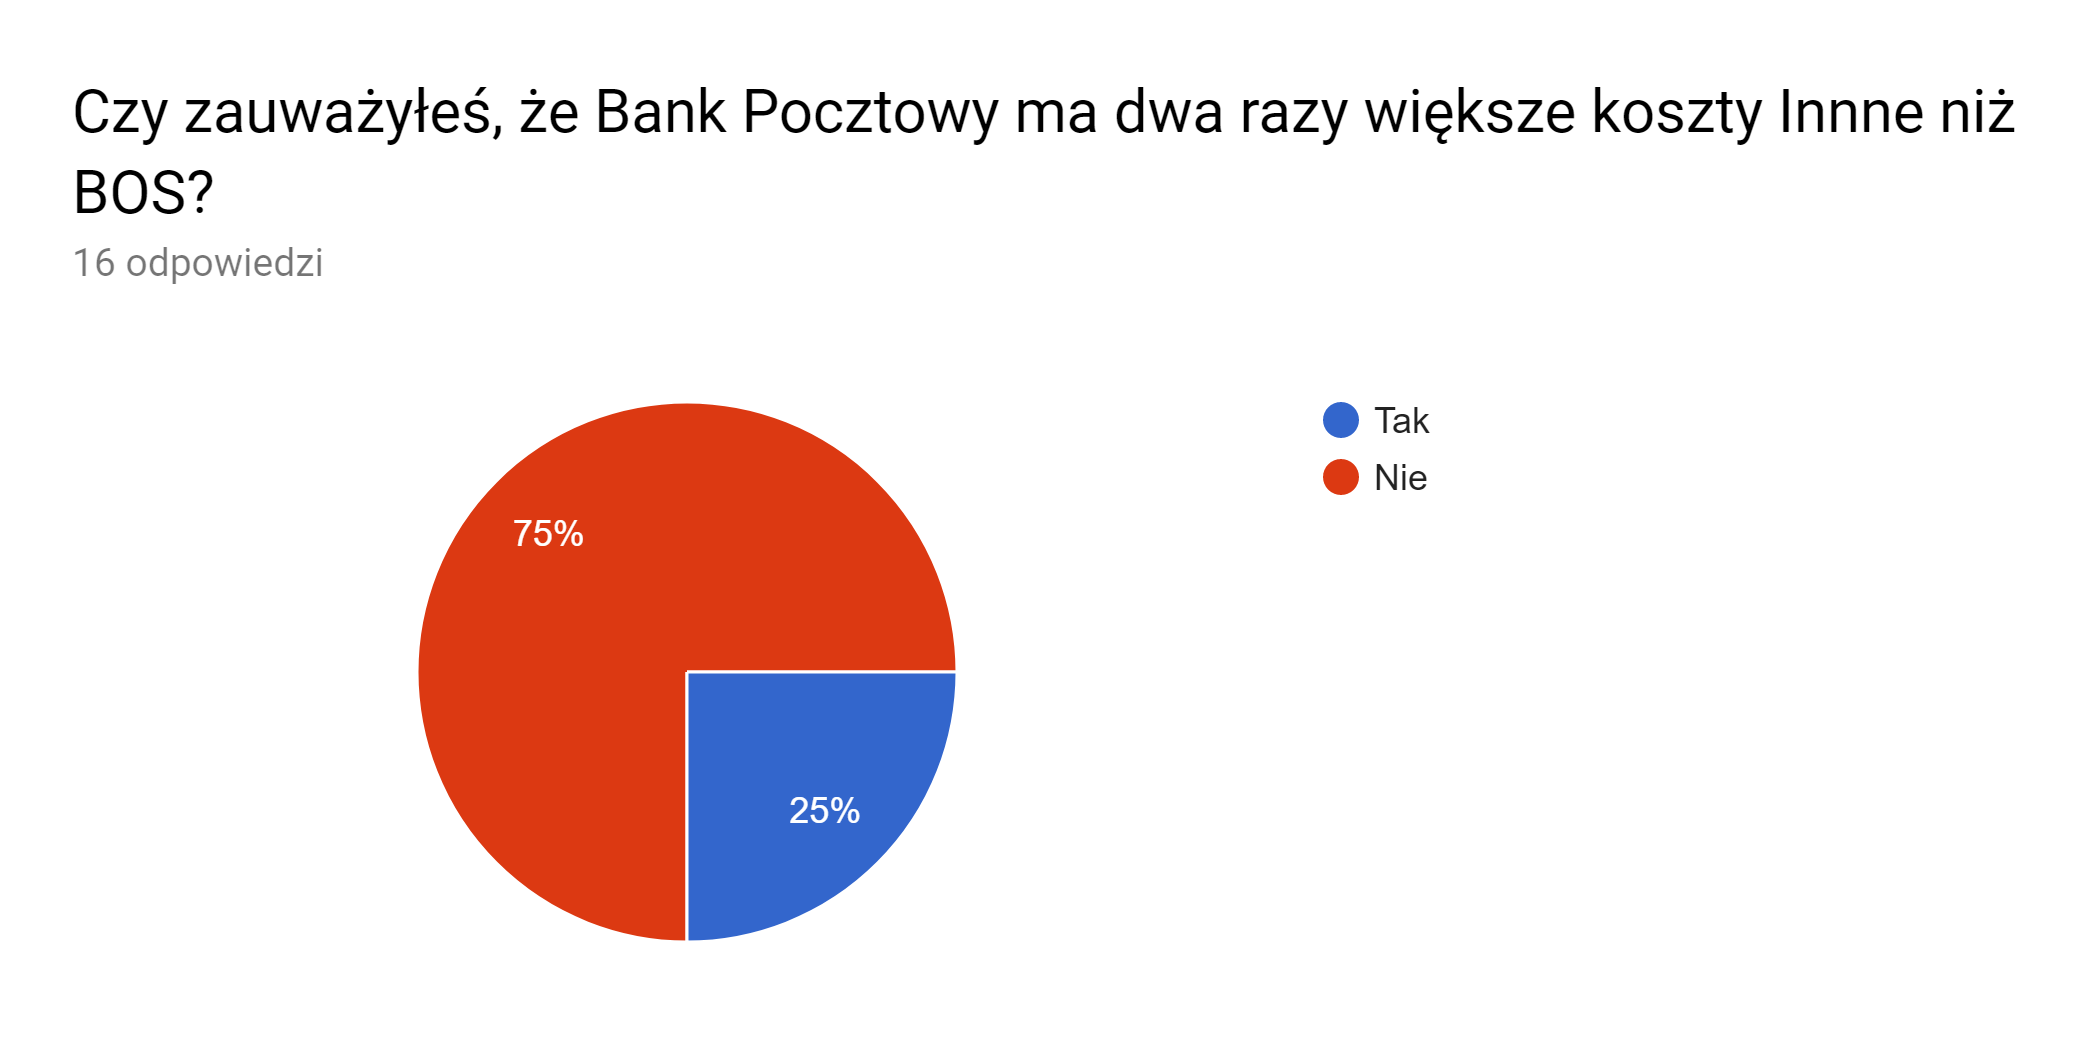 Czy zauważyłeś, że Bank Pocztowy ma dwa razy większe koszty Innne niż
BOS?
16 odpowiedzi
Tak
Nie
75%
25%